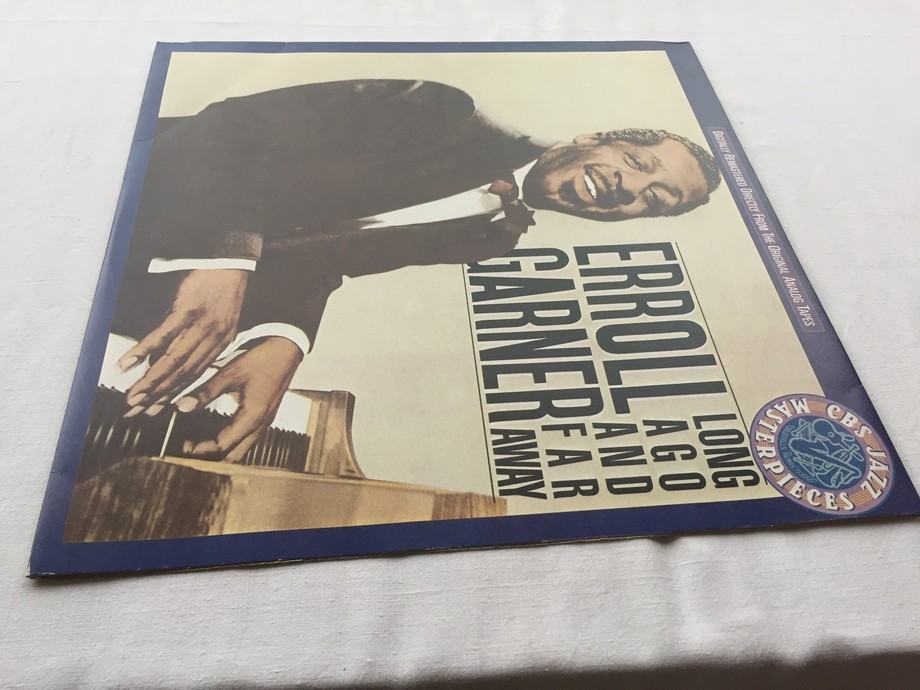 DIGITALLY REMASTERED DIRECTLY FROM THE ORIGINAL ANALOG TAPES
ERROLL
GARNER
LONG
AGO
AND
FAR
AWAY
CBS JAZZ
MASTERPIECES